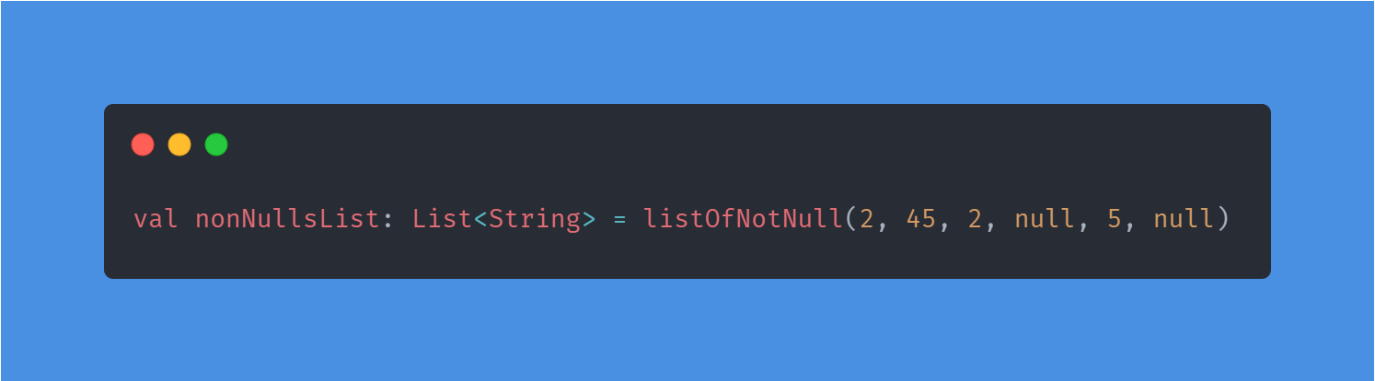 val nonNullsList: List<String> = listOfNotNull(2, 45, 2, null, 5, null)